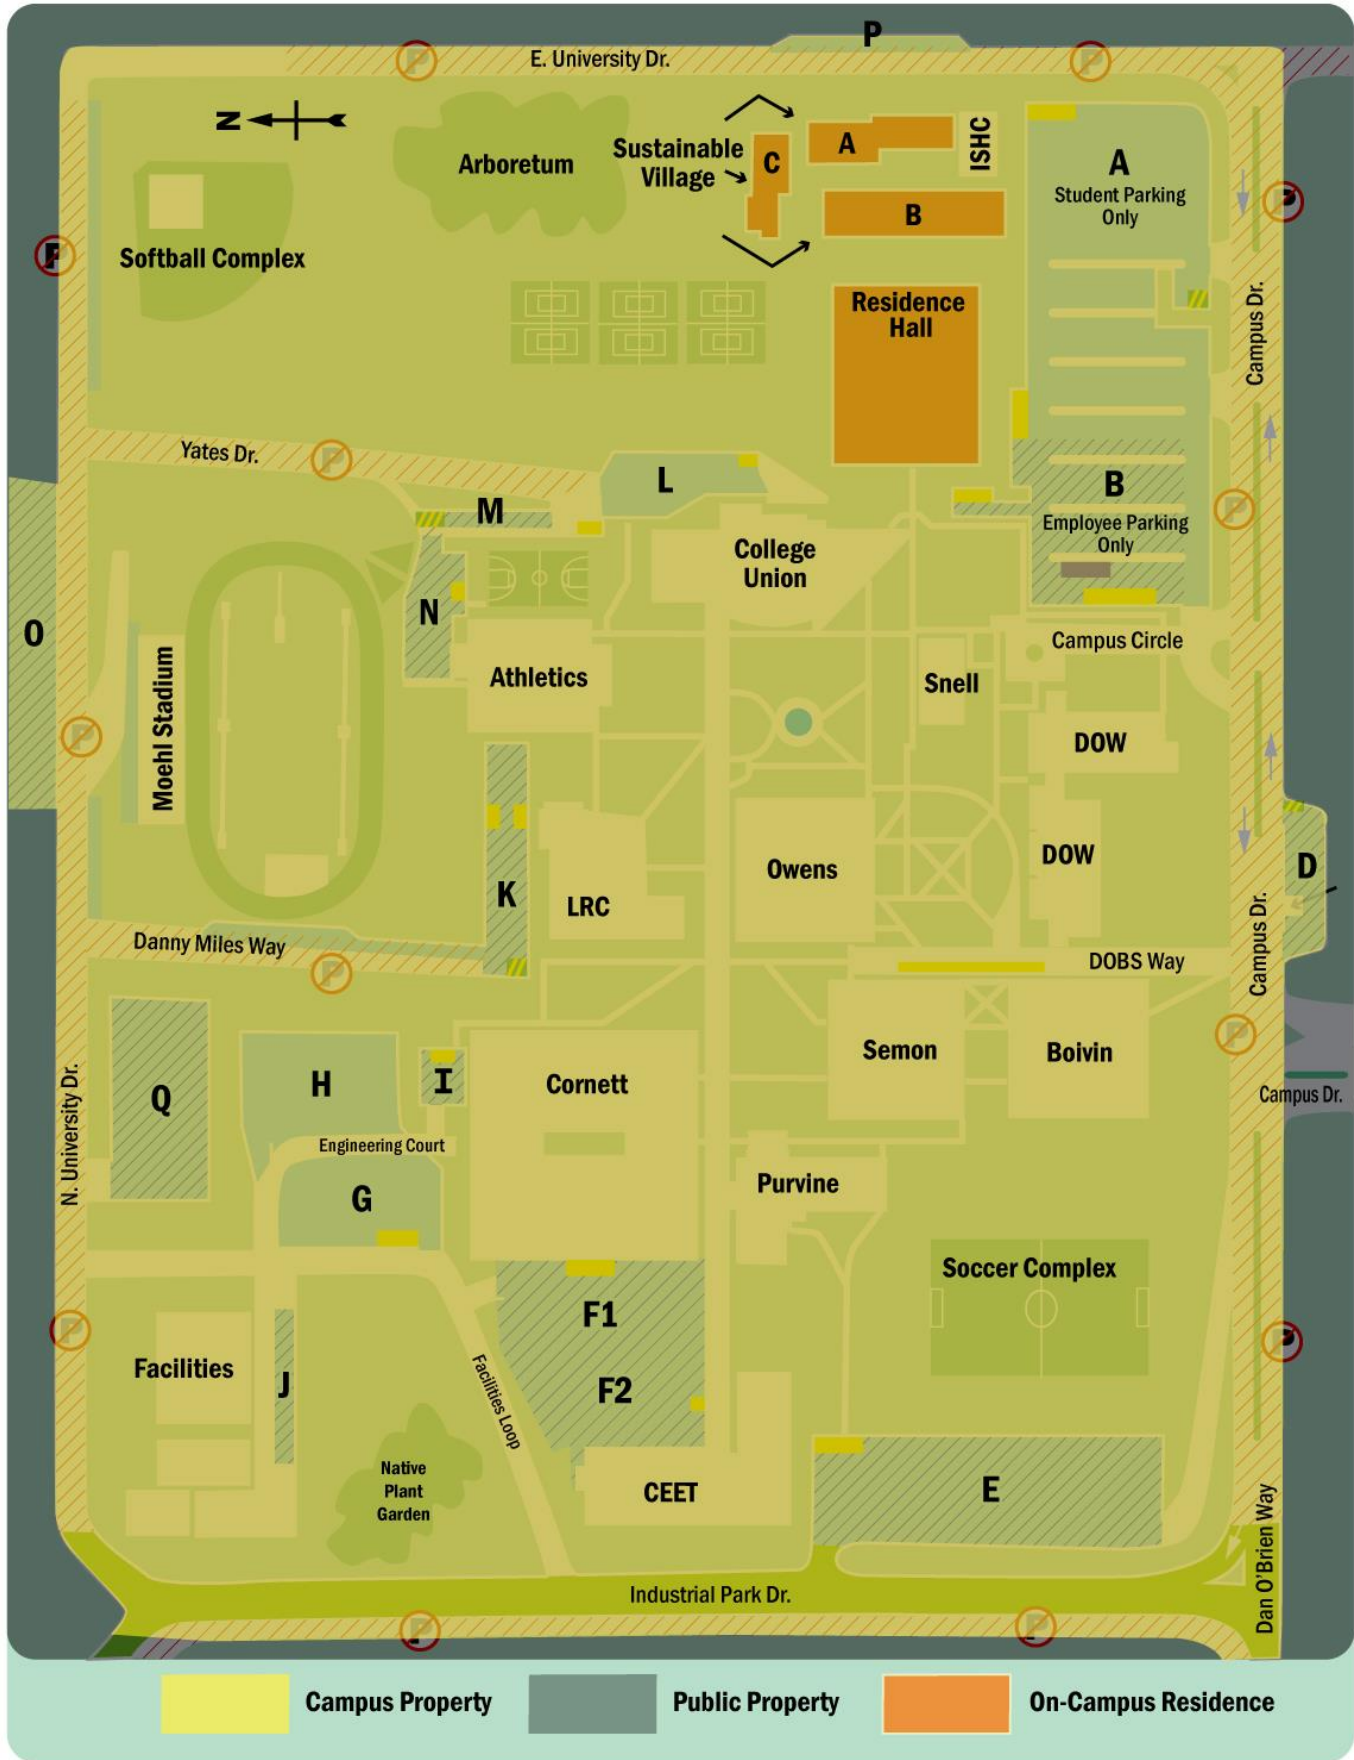 P
E. University Dr.
P
P
N
Arboretum
Sustainable
Village
C
A
ISHC
B
A
Student Parking
Only
P
P
Softball Complex
Residence
Hall
Campus Dr.
Yates Dr.
P
L
M
B
Employee Parking
Only
P
College
Union
N
O
Campus Circle
Moehl Stadium
Athletics
Snell
P
DOW
DOW
Owens
D
K
LRC
Danny Miles Way
P
DOBS Way
Campus Dr.
P
Semon
Boivin
Q
H
I
Cornett
Campus Dr.
Engineering Court
N. University Dr.
G
Purvine
Soccer Complex
F1
P
P
Facilities
J
Facilities Loop
F2
Native
Plant
Garden
CEET
E
Industrial Park Dr.
Dan O'Brien Way
P
P
Campus Property
Public Property
On-Campus Residence